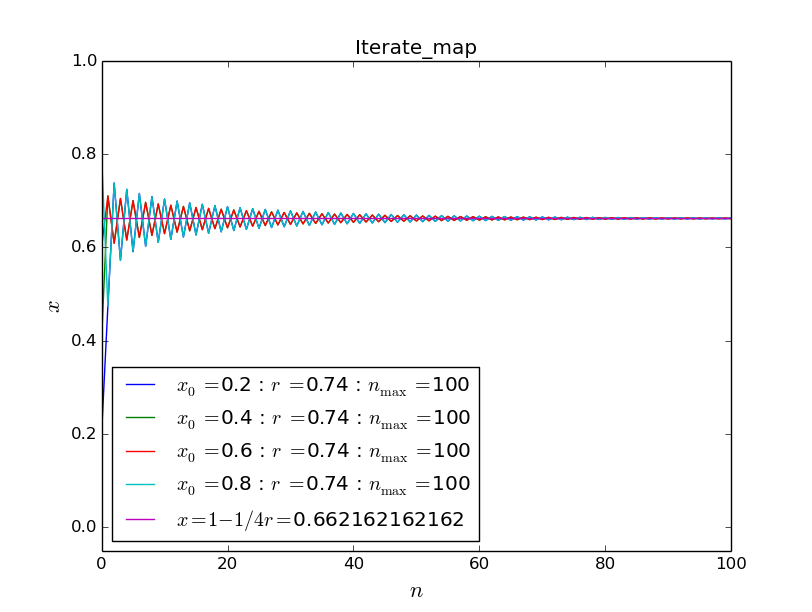 Iterate_map
1.0
0.8
0.6
0.4
0.2
0.0
x
x₀ =0.2 : r =0.74 : nₘₐₓ =100
x₀ =0.4 : r =0.74 : nₘₐₓ =100
x₀ =0.6 : r =0.74 : nₘₐₓ =100
x₀ =0.8 : r =0.74 : nₘₐₓ =100
x=1−1/4r=0.662162162162
0 20 40 60 80 100
n